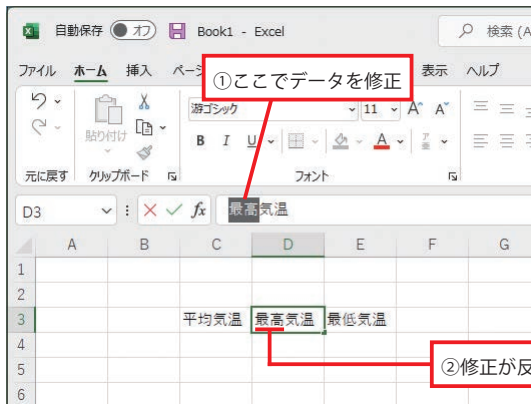 自動保存 オフ Book1 - Excel 検索 (A
ファイル ホーム 挿入 ページ 表示 ヘルプ
①ここでデータを修正
貼り付け 游ゴシック 11 A^ A
B I U A ア亜
元に戻す クリップボード フォント
D3 fx 最高気温
A B C D E F G
1
2
3 平均気温 最高気温 最低気温
4
5
②修正が反
6